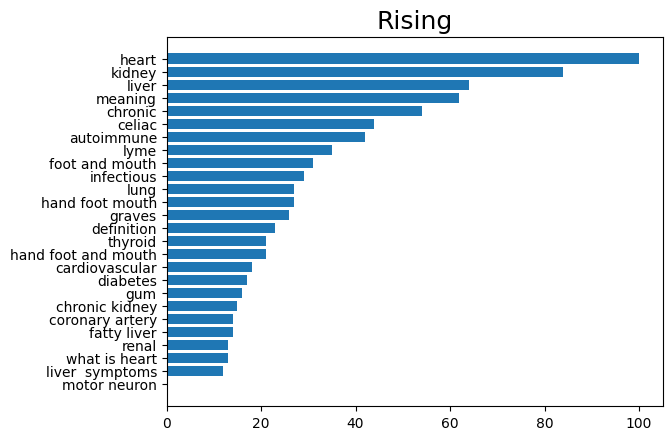 Rising
heart
kidney
liver
meaning
chronic
celiac
autoimmune
lyme
foot and mouth
infectious
lung
hand foot mouth
graves
definition
thyroid
hand foot and mouth
cardiovascular
diabetes
gum
chronic kidney
coronary artery
fatty liver
renal
what is heart
liver  symptoms
motor neuron
0 20 40 60 80 100